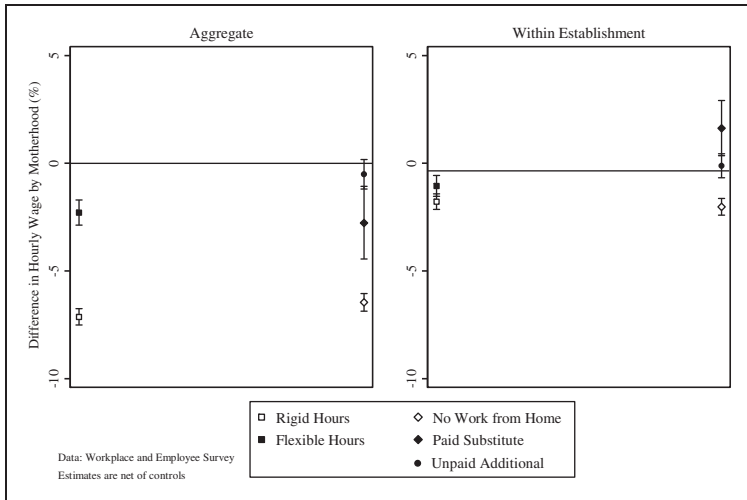 Aggregate
Within Establishment
Difference in Hourly Wage by Motherhood (%)
5
0
-5
-10
5
0
-5
-10
Rigid Hours
Flexible Hours
No Work from Home
Paid Substitute
Unpaid Additional
Data: Workplace and Employee Survey
Estimates are net of controls